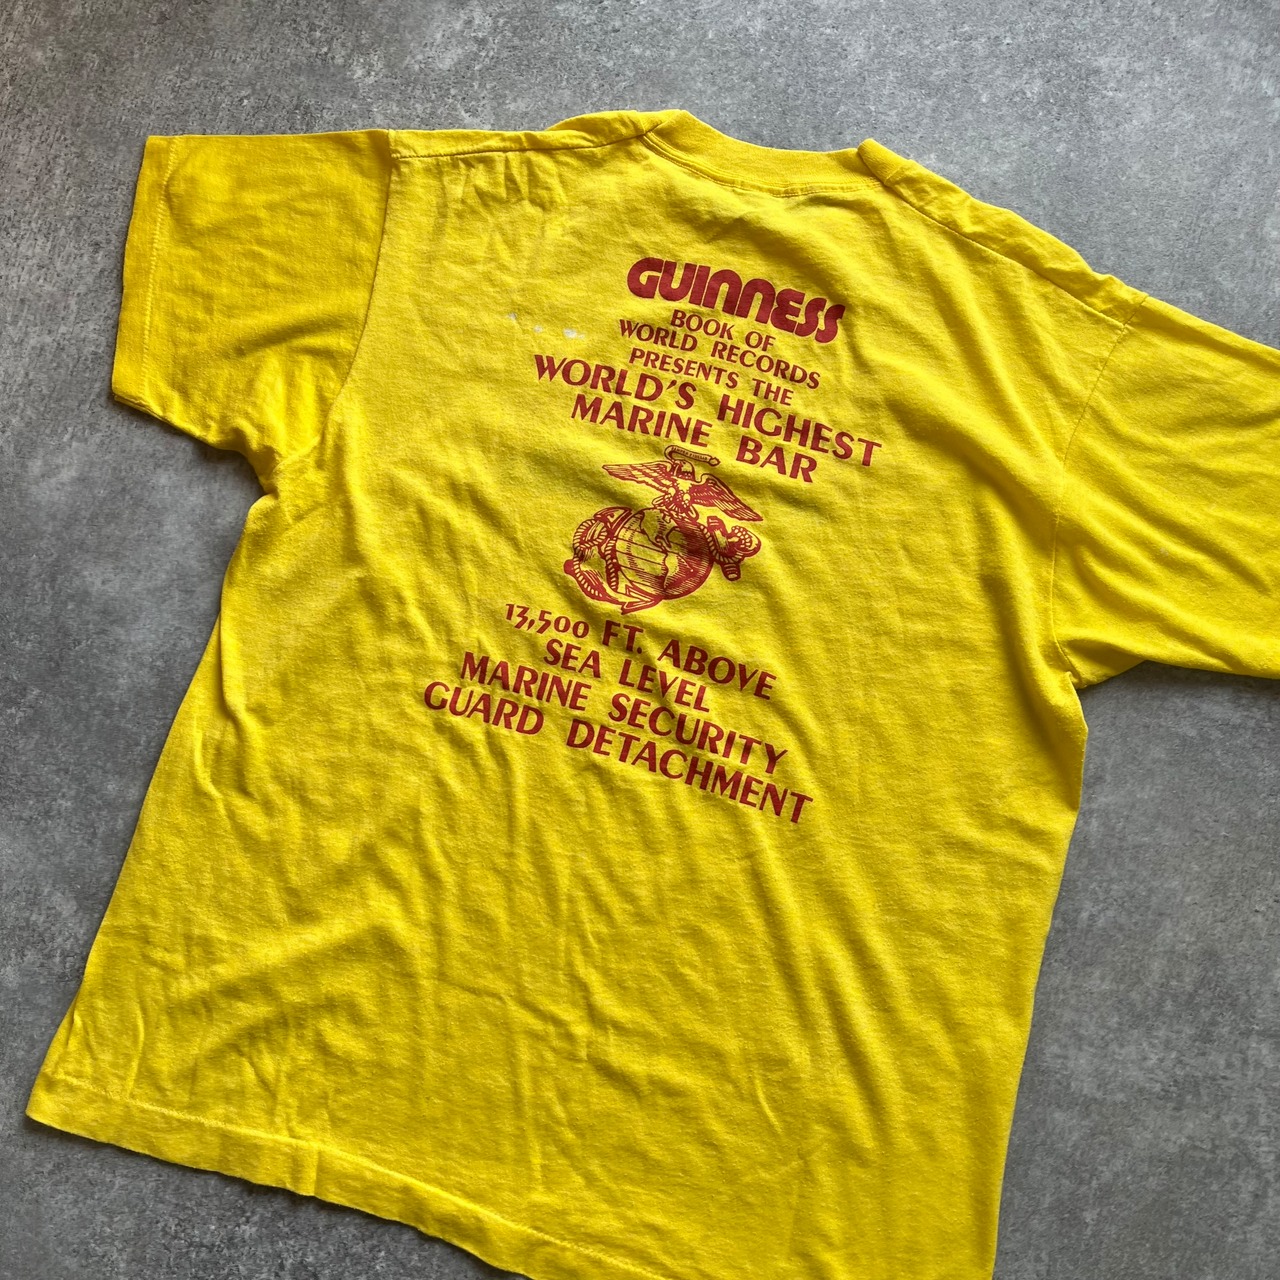 GUINNESS
BOOK OF
WORLD RECORDS
PRESENTS THE
WORLD'S HIGHEST
MARINE BAR
13,500 FT. ABOVE
SEA LEVEL
MARINE SECURITY
GUARD DETACHMENT